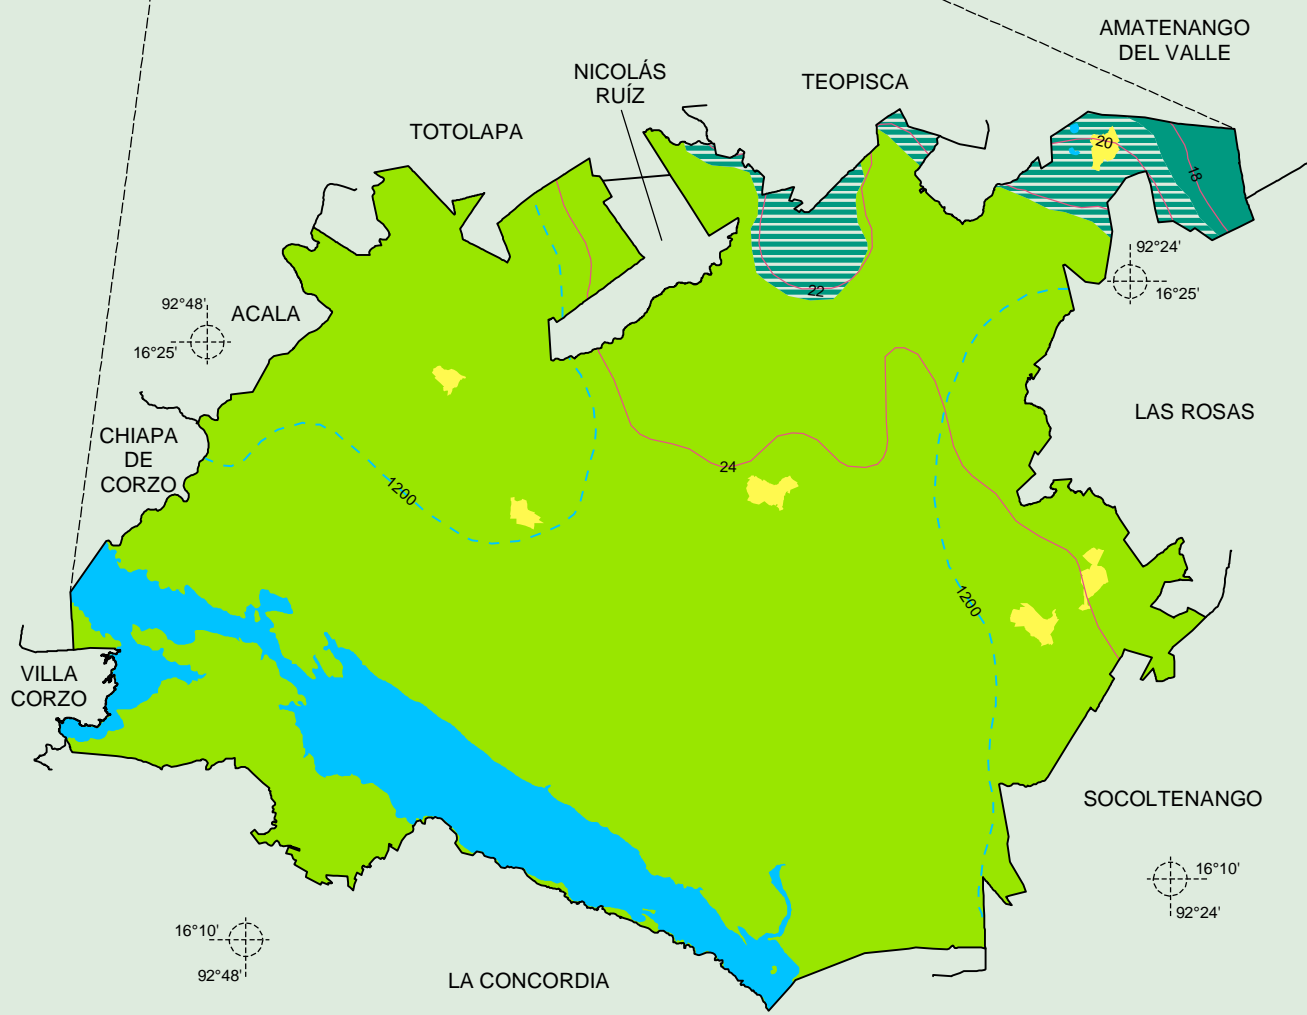 AMATENANGO
DEL VALLE
NICOLÁS
RUÍZ
TEOPISCA
TOTOLAPA
20
18
92°24'
16°25'
22
92°48'
ACALA
16°25'
LAS ROSAS
CHIAPA
DE
CORZO
24
1200
1200
VILLA
CORZO
SOCOLTENANGO
16°10'
92°24'
16°10'
92°48'
LA CONCORDIA